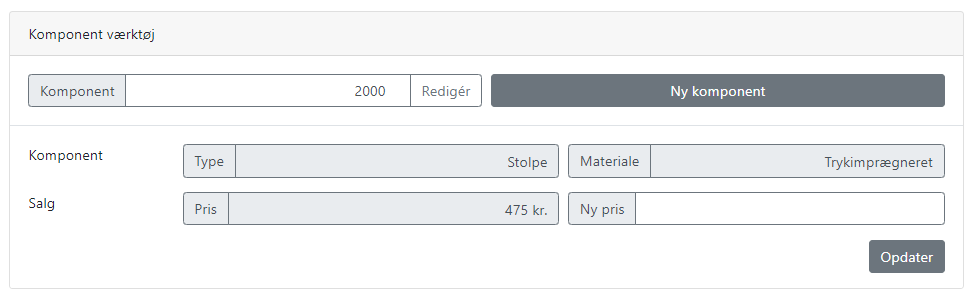 Komponent værktøj
Komponent 2000 Redigér Ny komponent
Komponent Type Stolpe Materiale Trykimprægneret
Salg Pris 475 kr. Ny pris
Opdater